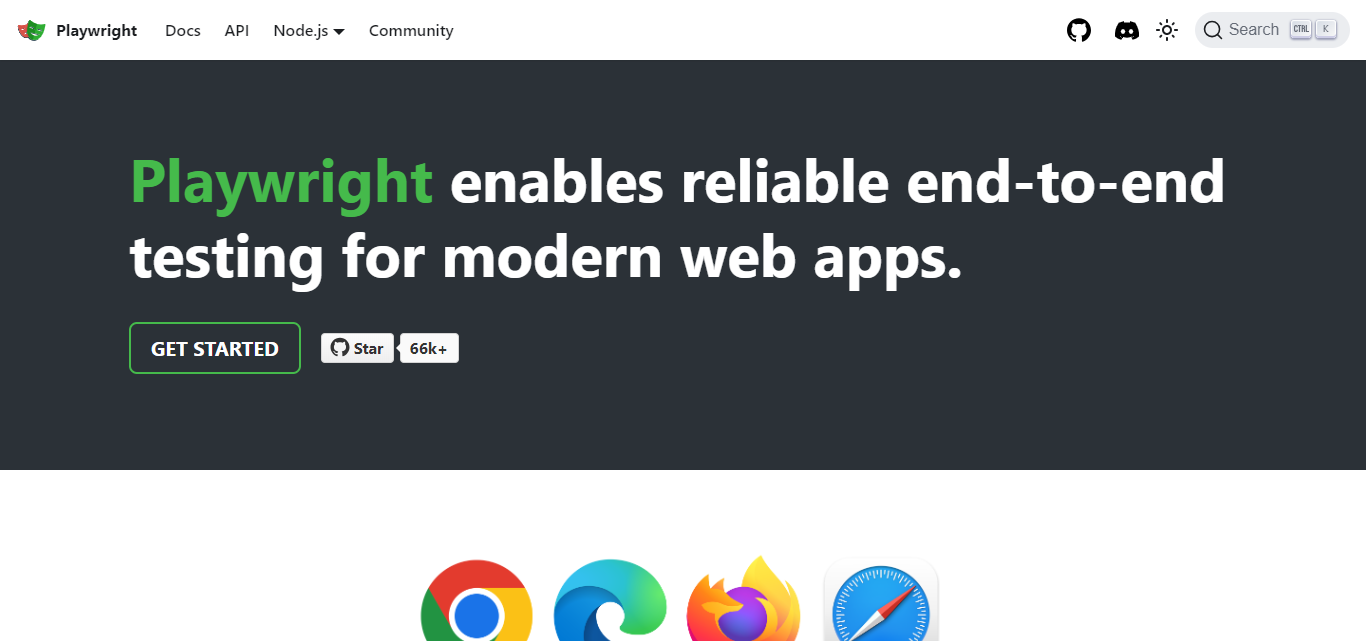 Playwright Docs API Node.js Community Search CTRL K
Playwright enables reliable end-to-end
testing for modern web apps.
GET STARTED Star 66k+